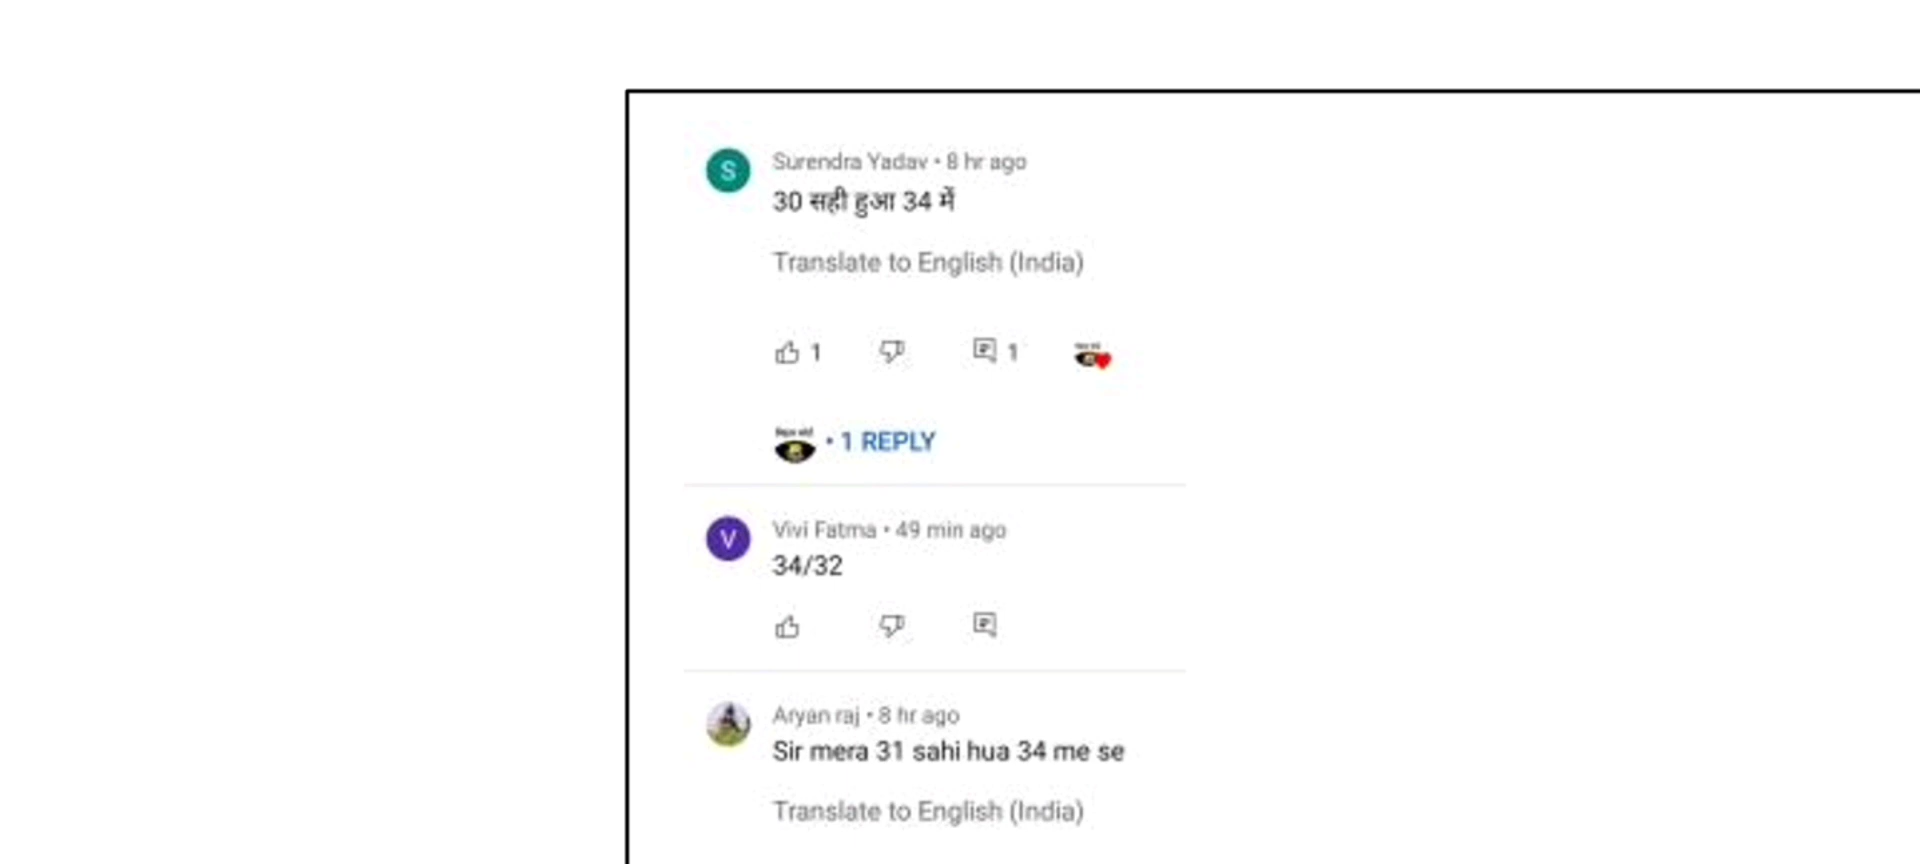 S
Surendra Yadav • 8 hr ago
30 सही हुआ 34 में
Translate to English (India)
1
1
• 1 REPLY
V
Vivi Fatma • 49 min ago
34/32
Aryan raj • 8 hr ago
Sir mera 31 sahi hua 34 me se
Translate to English (India)